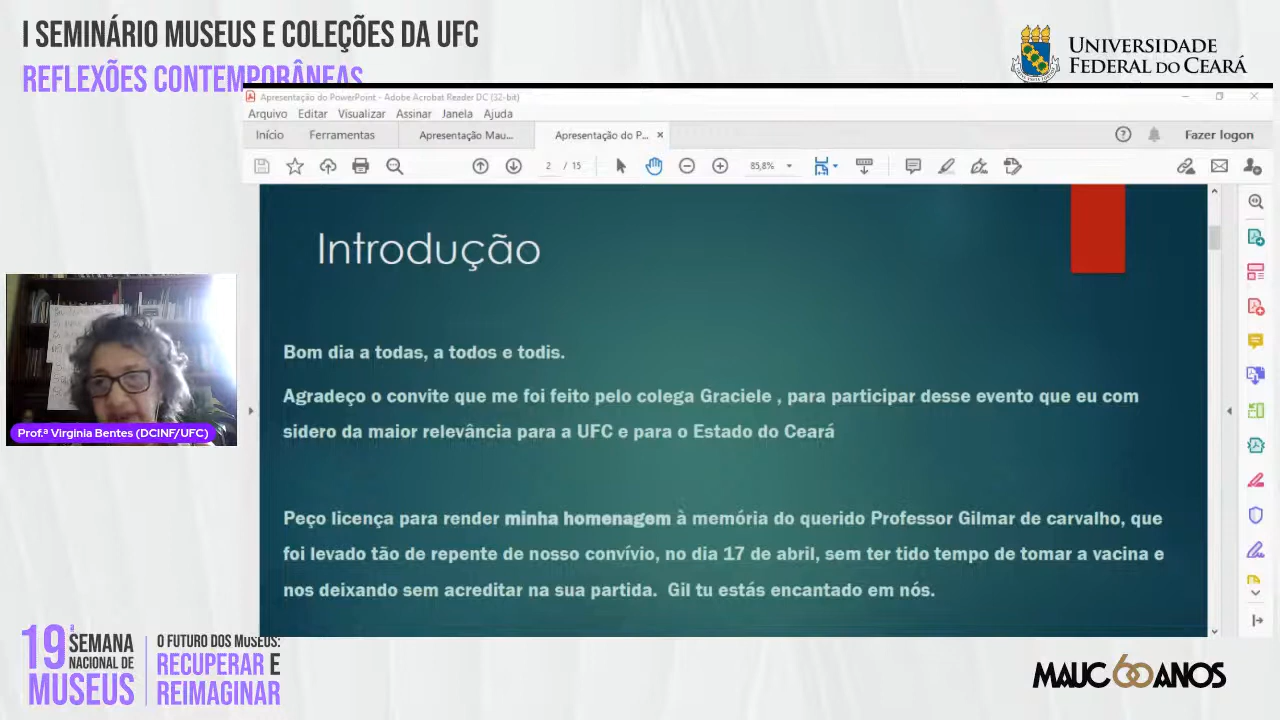 I SEMINÁRIO MUSEUS E COLEÇÕES DA UFC
REFLEXÕES CONTEMPORÂNEAS
UNIVERSIDADE
FEDERAL DO CEARÁ
Apresentação do PowerPoint - Adobe Acrobat Reader DC (32-bit)
Arquivo Editar Visualizar Assinar Janela Ajuda
Início Ferramentas Apresentação Mau... Apresentação do P... × Fazer logon
2 / 15 85,8%
Introdução
Bom dia a todas, a todos e todis.
Agradeço o convite que me foi feito pelo colega Graciele , para participar desse evento que eu com
sidero da maior relevância para a UFC e para o Estado do Ceará
Peço licença para render minha homenagem à memória do querido Professor Gilmar de carvalho, que
foi levado tão de repente de nosso convívio, no dia 17 de abril, sem ter tido tempo de tomar a vacina e
nos deixando sem acreditar na sua partida. Gil tu estás encantado em nós.
Prof.ª Virginia Bentes (DCINF/UFC)
19ª SEMANA
NACIONAL DE
MUSEUS
O FUTURO DOS MUSEUS:
RECUPERAR E
REIMAGINAR
MAUC 60 ANOS